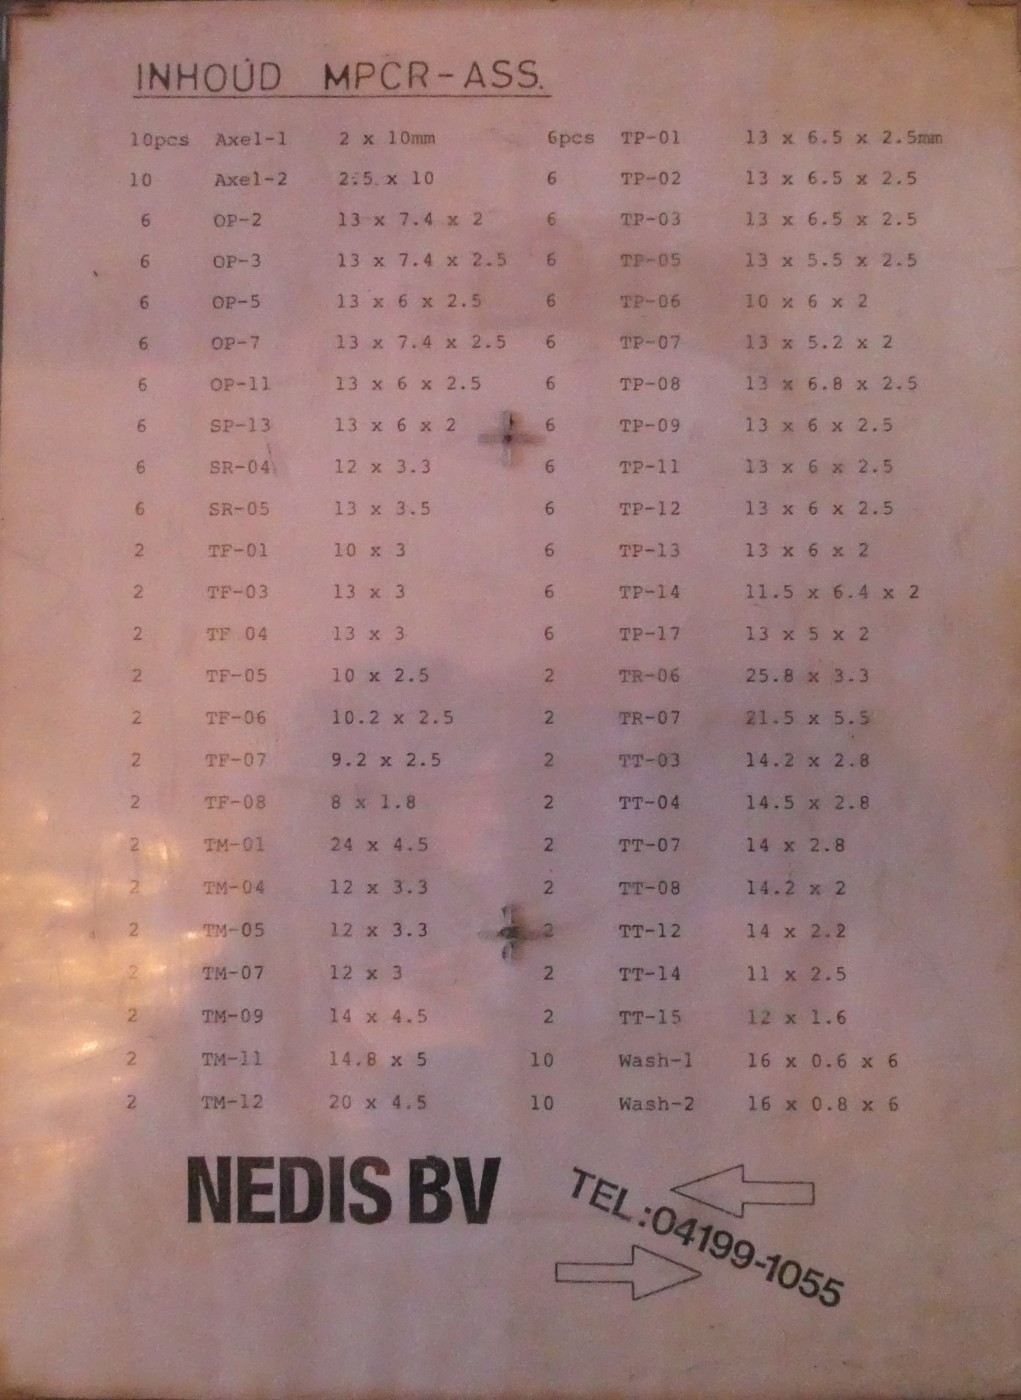 INHOUD MPCR-ASS.
10pcs Axel-1 2 x 10mm 6pcs TP-01 13 x 6.5 x 2.5mm
10 Axel-2 2.5 x 10 6 TP-02 13 x 6.5 x 2.5
6 OP-2 13 x 7.4 x 2 6 TP-03 13 x 6.5 x 2.5
6 OP-3 13 x 7.4 x 2.5 6 TP-05 13 x 5.5 x 2.5
6 OP-5 13 x 6 x 2.5 6 TP-06 10 x 6 x 2
6 OP-7 13 x 7.4 x 2.5 6 TP-07 13 x 5.2 x 2
6 OP-11 13 x 6 x 2.5 6 TP-08 13 x 6.8 x 2.5
6 SP-13 13 x 6 x 2 6 TP-09 13 x 6 x 2.5
6 SR-04 12 x 3.3 6 TP-11 13 x 6 x 2.5
6 SR-05 13 x 3.5 6 TP-12 13 x 6 x 2.5
2 TF-01 10 x 3 6 TP-13 13 x 6 x 2
2 TF-03 13 x 3 6 TP-14 11.5 x 6.4 x 2
2 TF 04 13 x 3 6 TP-17 13 x 5 x 2
2 TF-05 10 x 2.5 2 TR-06 25.8 x 3.3
2 TF-06 10.2 x 2.5 2 TR-07 21.5 x 5.5
2 TF-07 9.2 x 2.5 2 TT-03 14.2 x 2.8
2 TF-08 8 x 1.8 2 TT-04 14.5 x 2.8
2 TM-01 24 x 4.5 2 TT-07 14 x 2.8
2 TM-04 12 x 3.3 2 TT-08 14.2 x 2
2 TM-05 12 x 3.3 2 TT-12 14 x 2.2
2 TM-07 12 x 3 2 TT-14 11 x 2.5
2 TM-09 14 x 4.5 2 TT-15 12 x 1.6
2 TM-11 14.8 x 5 10 Wash-1 16 x 0.6 x 6
2 TM-12 20 x 4.5 10 Wash-2 16 x 0.8 x 6
NEDIS BV
TEL:04199-1055